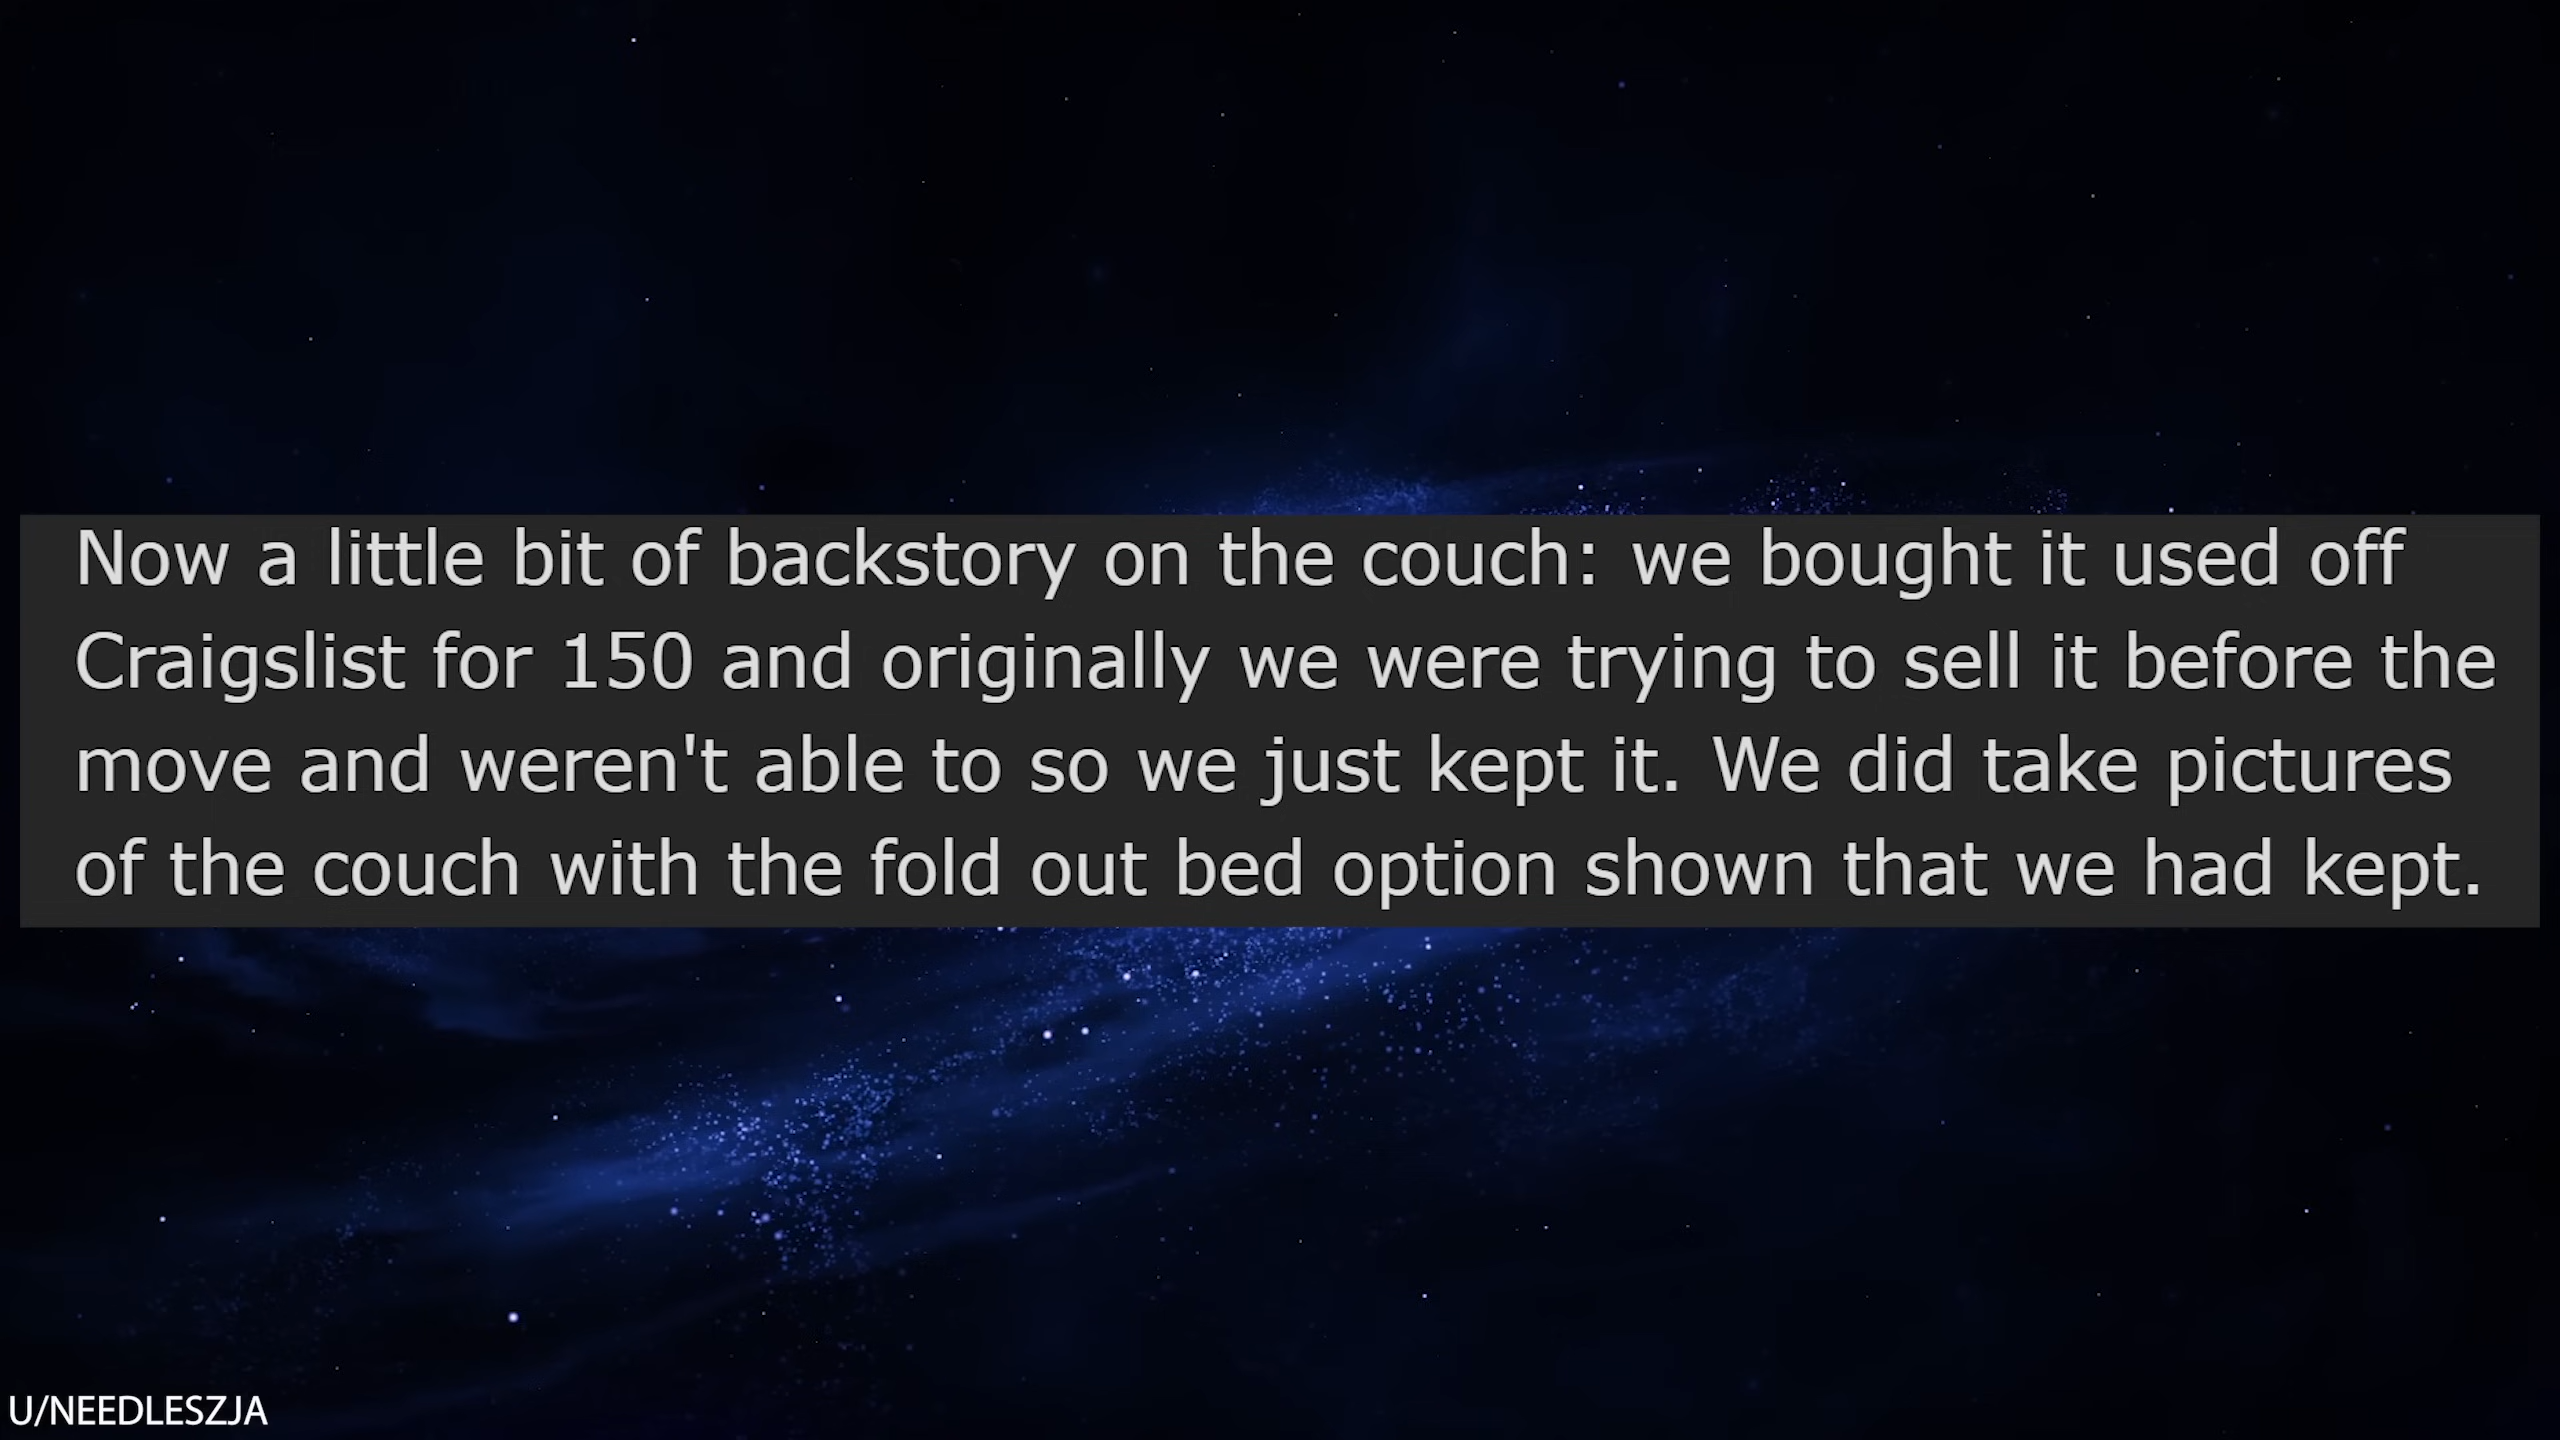 Now a little bit of backstory on the couch: we bought it used off
Craigslist for 150 and originally we were trying to sell it before the
move and weren't able to so we just kept it. We did take pictures
of the couch with the fold out bed option shown that we had kept.
U/NEEDLESZJA